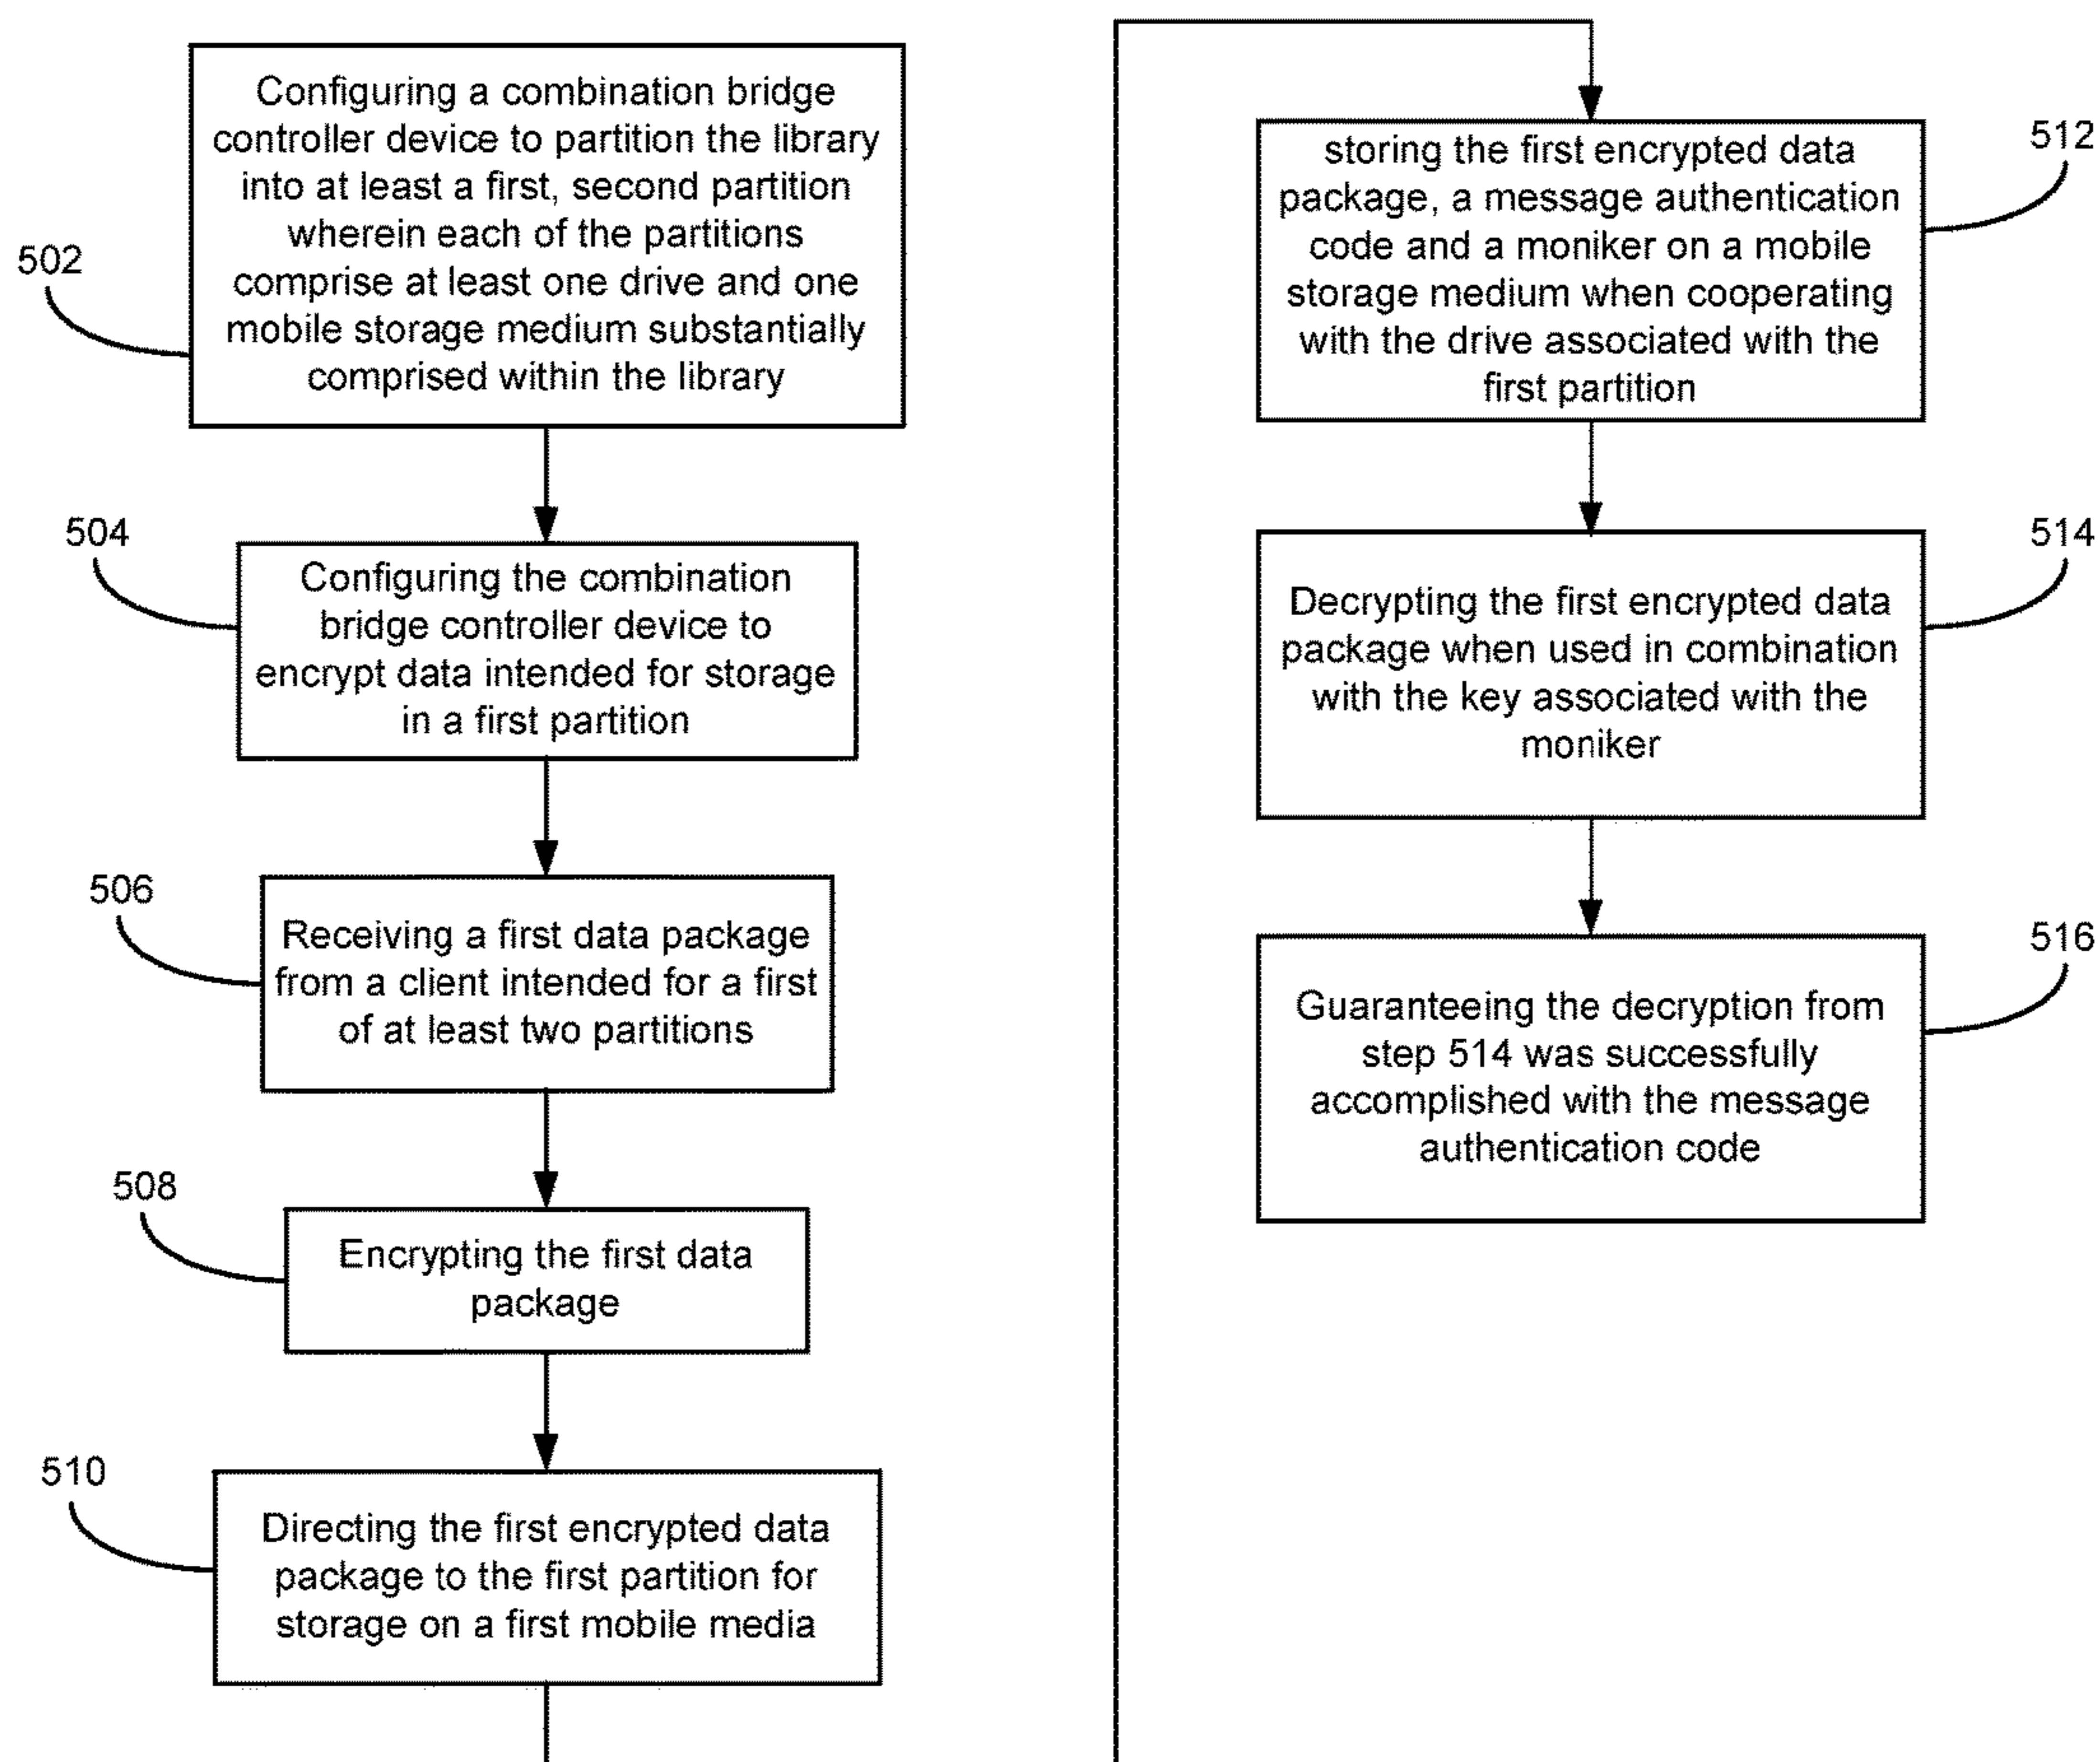 502
Configuring a combination bridge
controller device to partition the library
into at least a first, second partition
wherein each of the partitions
comprise at least one drive and one
mobile storage medium substantially
comprised within the library
504
Configuring the combination
bridge controller device to
encrypt data intended for storage
in a first partition
506
Receiving a first data package
from a client intended for a first
of at least two partitions
508
Encrypting the first data
package
510
Directing the first encrypted data
package to the first partition for
storage on a first mobile media
512
storing the first encrypted data
package, a message authentication
code and a moniker on a mobile
storage medium when cooperating
with the drive associated with the
first partition
514
Decrypting the first encrypted data
package when used in combination
with the key associated with the
moniker
516
Guaranteeing the decryption from
step 514 was successfully
accomplished with the message
authentication code